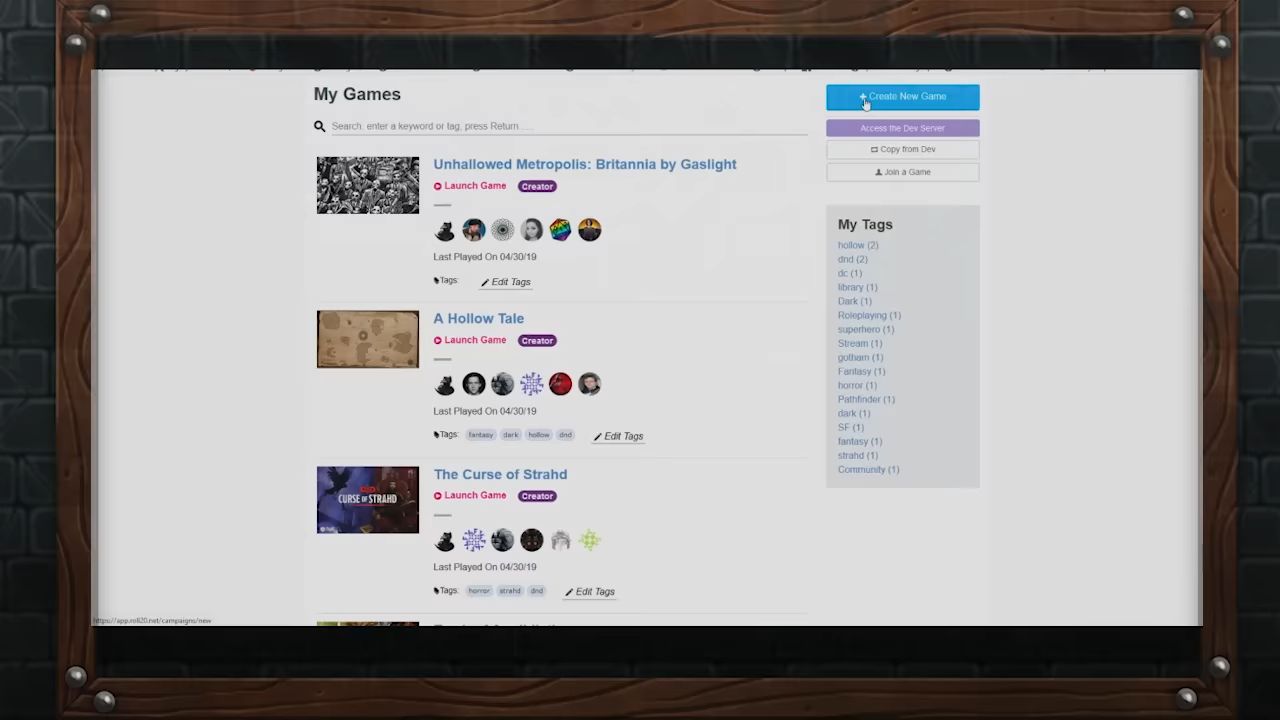 My Games
Create New Game
Search: enter a keyword or tag, press Return . . .
Access the Dev Server
Copy from Dev
Join a Game
Unhallowed Metropolis: Britannia by Gaslight
Launch Game Creator
Last Played On 04/30/19
Tags: Edit Tags
A Hollow Tale
Launch Game Creator
Last Played On 04/30/19
Tags: fantasy dark hollow dnd Edit Tags
CURSE OF STRAHD
The Curse of Strahd
Launch Game Creator
Last Played On 04/30/19
Tags: horror strahd dnd Edit Tags
My Tags
hollow (2)
dnd (2)
dc (1)
library (1)
Dark (1)
Roleplaying (1)
superhero (1)
Stream (1)
gotham (1)
Fantasy (1)
horror (1)
Pathfinder (1)
dark (1)
SF (1)
fantasy (1)
strahd (1)
Community (1)
https://app.roll20.net/campaigns/new